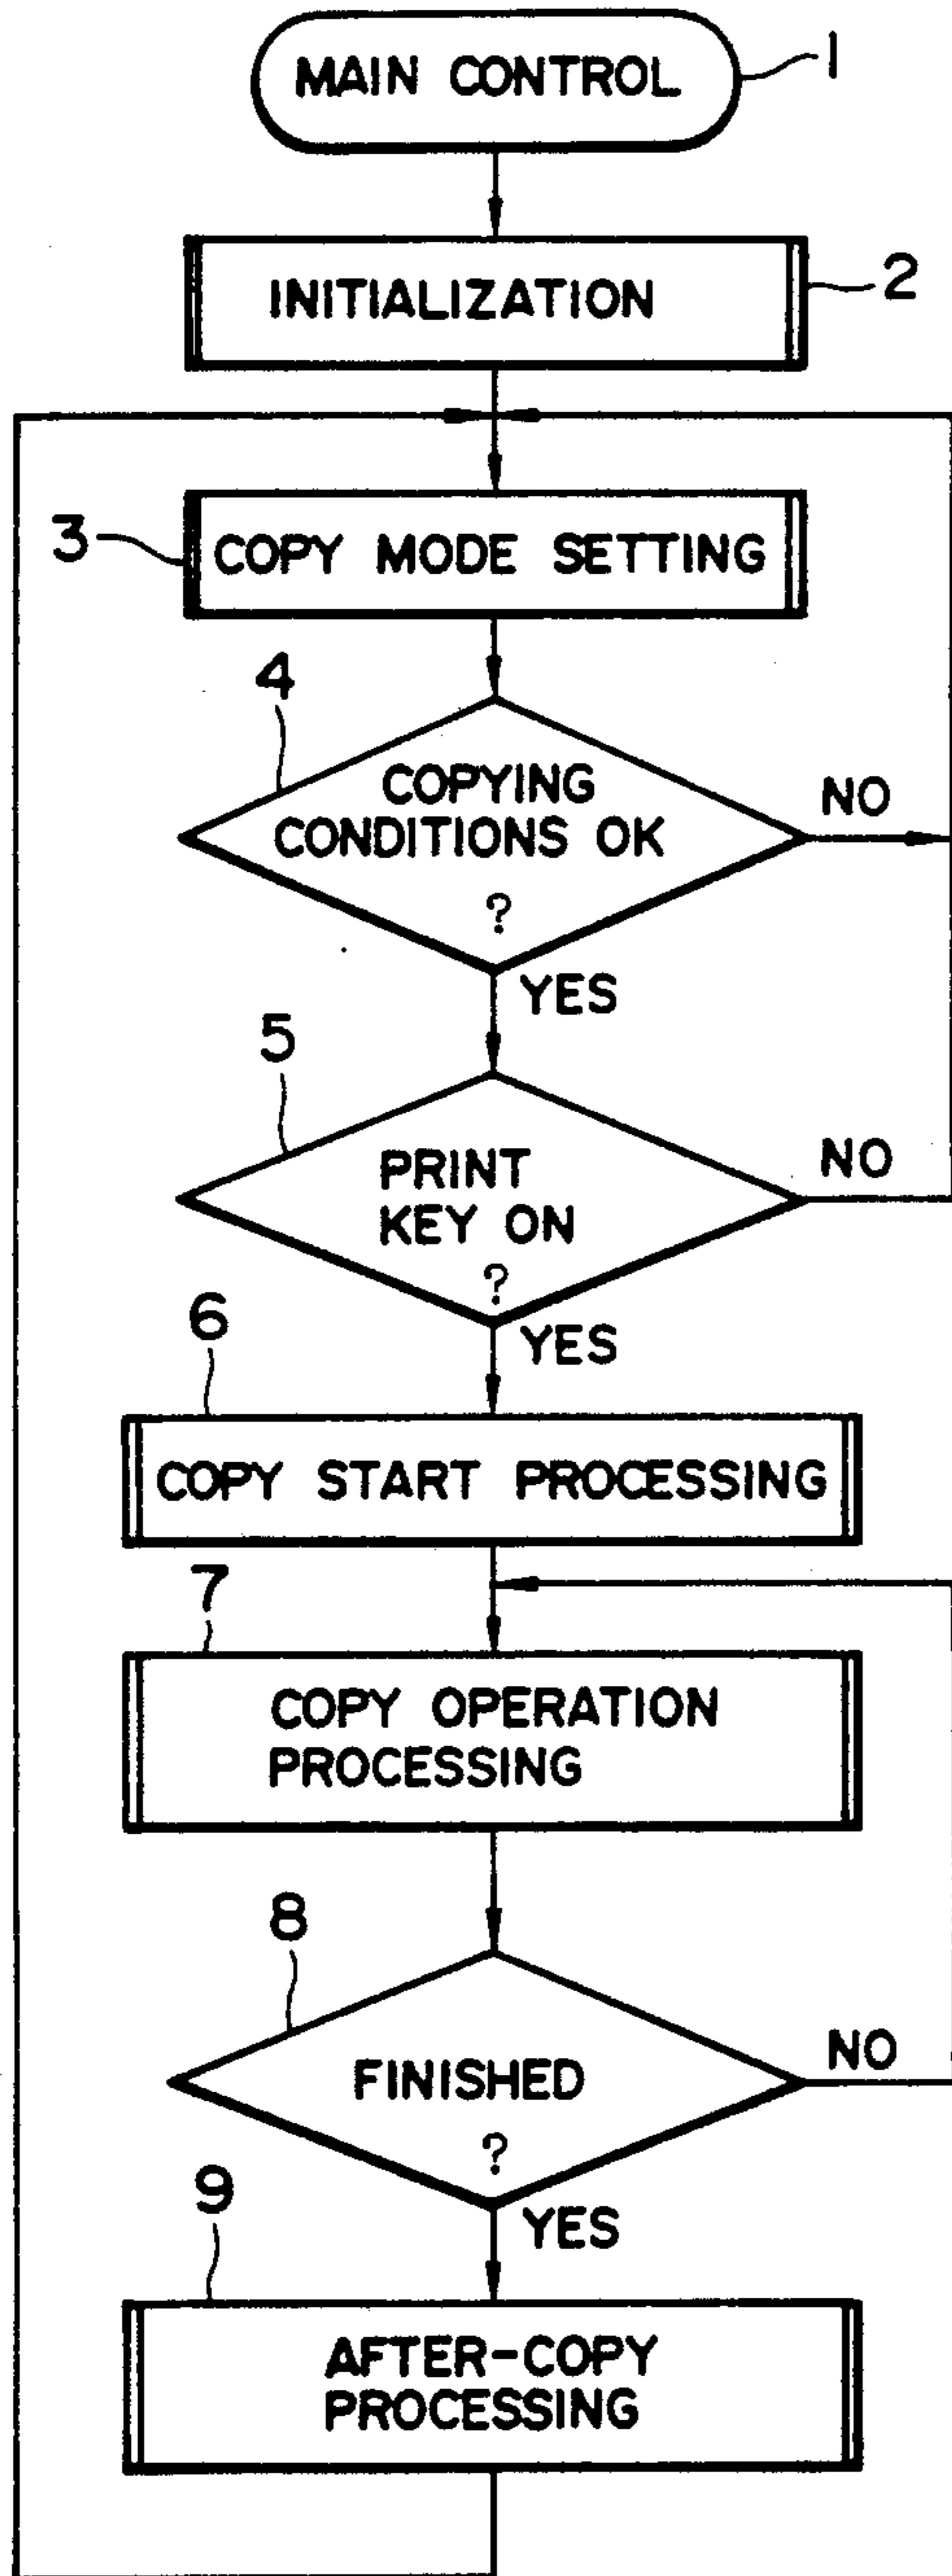 MAIN CONTROL
1
INITIALIZATION
2
3
COPY MODE SETTING
4
COPYING
CONDITIONS OK
?
NO
YES
5
PRINT
KEY ON
?
NO
YES
6
COPY START PROCESSING
7
COPY OPERATION
PROCESSING
8
FINISHED
?
NO
YES
9
AFTER-COPY
PROCESSING